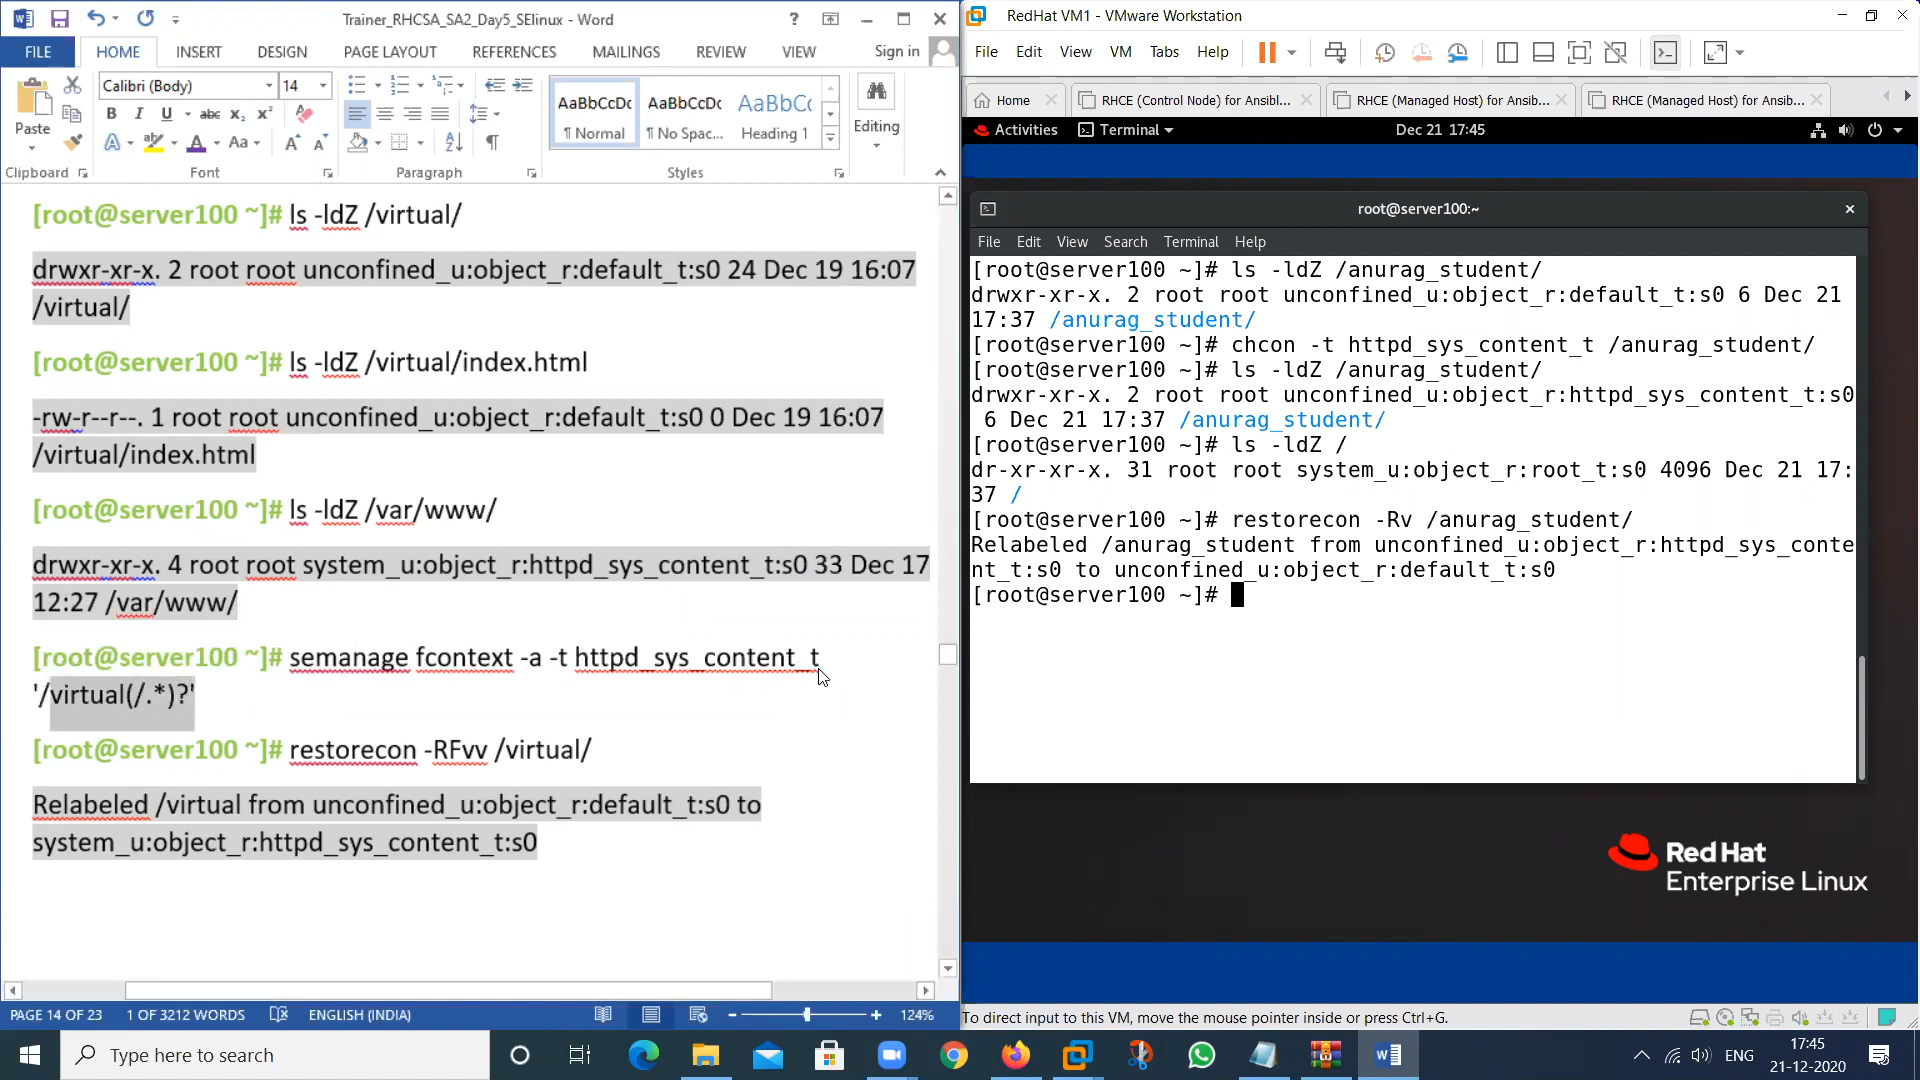 Trainer_RHCSA_SA2_Day5_SElinux - Word
FILE HOME INSERT DESIGN PAGE LAYOUT REFERENCES MAILINGS REVIEW VIEW Sign in
Paste
Calibri (Body) 14
B I U abc x₂ x² Aa
AaBbCcDc AaBbCcDc AaBbCc
¶ Normal ¶ No Spac... Heading 1
Editing
Clipboard Font Paragraph Styles
[root@server100 ~]# ls -ldZ /virtual/
drwxr-xr-x. 2 root root unconfined_u:object_r:default_t:s0 24 Dec 19 16:07
/virtual/
[root@server100 ~]# ls -ldZ /virtual/index.html
-rw-r--r--. 1 root root unconfined_u:object_r:default_t:s0 0 Dec 19 16:07
/virtual/index.html
[root@server100 ~]# ls -ldZ /var/www/
drwxr-xr-x. 4 root root system_u:object_r:httpd_sys_content_t:s0 33 Dec 17
12:27 /var/www/
[root@server100 ~]# semanage fcontext -a -t httpd_sys_content_t
'/virtual(/.*)?'
[root@server100 ~]# restorecon -RFvv /virtual/
Relabeled /virtual from unconfined_u:object_r:default_t:s0 to
system_u:object_r:httpd_sys_content_t:s0
PAGE 14 OF 23 1 OF 3212 WORDS ENGLISH (INDIA) 124%
RedHat VM1 - VMware Workstation
File Edit View VM Tabs Help
Home RHCE (Control Node) for Ansibl... RHCE (Managed Host) for Ansib... RHCE (Managed Host) for Ansib...
Activities Terminal Dec 21 17:45
root@server100:~
File Edit View Search Terminal Help
[root@server100 ~]# ls -ldZ /anurag_student/
drwxr-xr-x. 2 root root unconfined_u:object_r:default_t:s0 6 Dec 21
17:37 /anurag_student/
[root@server100 ~]# chcon -t httpd_sys_content_t /anurag_student/
[root@server100 ~]# ls -ldZ /anurag_student/
drwxr-xr-x. 2 root root unconfined_u:object_r:httpd_sys_content_t:s0
6 Dec 21 17:37 /anurag_student/
[root@server100 ~]# ls -ldZ /
dr-xr-xr-x. 31 root root system_u:object_r:root_t:s0 4096 Dec 21 17:
37 /
[root@server100 ~]# restorecon -Rv /anurag_student/
Relabeled /anurag_student from unconfined_u:object_r:httpd_sys_conte
nt_t:s0 to unconfined_u:object_r:default_t:s0
[root@server100 ~]#
Red Hat
Enterprise Linux
To direct input to this VM, move the mouse pointer inside or press Ctrl+G.
Type here to search
ENG
17:45
21-12-2020